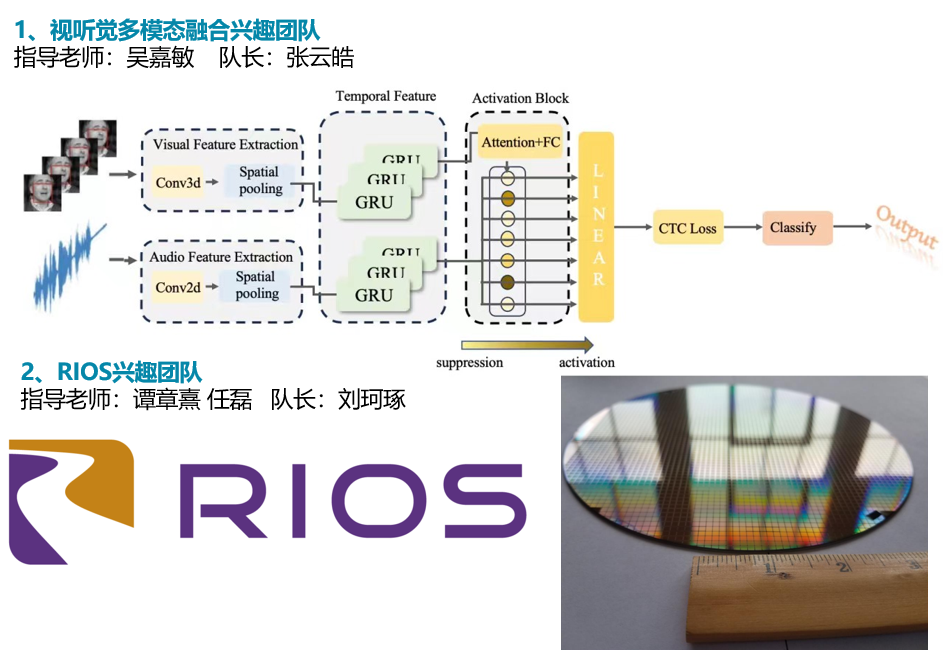 1、视听觉多模态融合兴趣团队
指导老师：吴嘉敏 队长：张云皓
Temporal Feature
Activation Block
Visual Feature Extraction
Conv3d
Spatial
pooling
GRU
GRU
GRU
Attention+FC
LINEAR
CTC Loss
Classify
Output
Audio Feature Extraction
Conv2d
Spatial
pooling
GRU
GRU
GRU
suppression
activation
2、RIOS兴趣团队
指导老师：谭章熹 任磊 队长：刘珂琢
RIOS
2
3